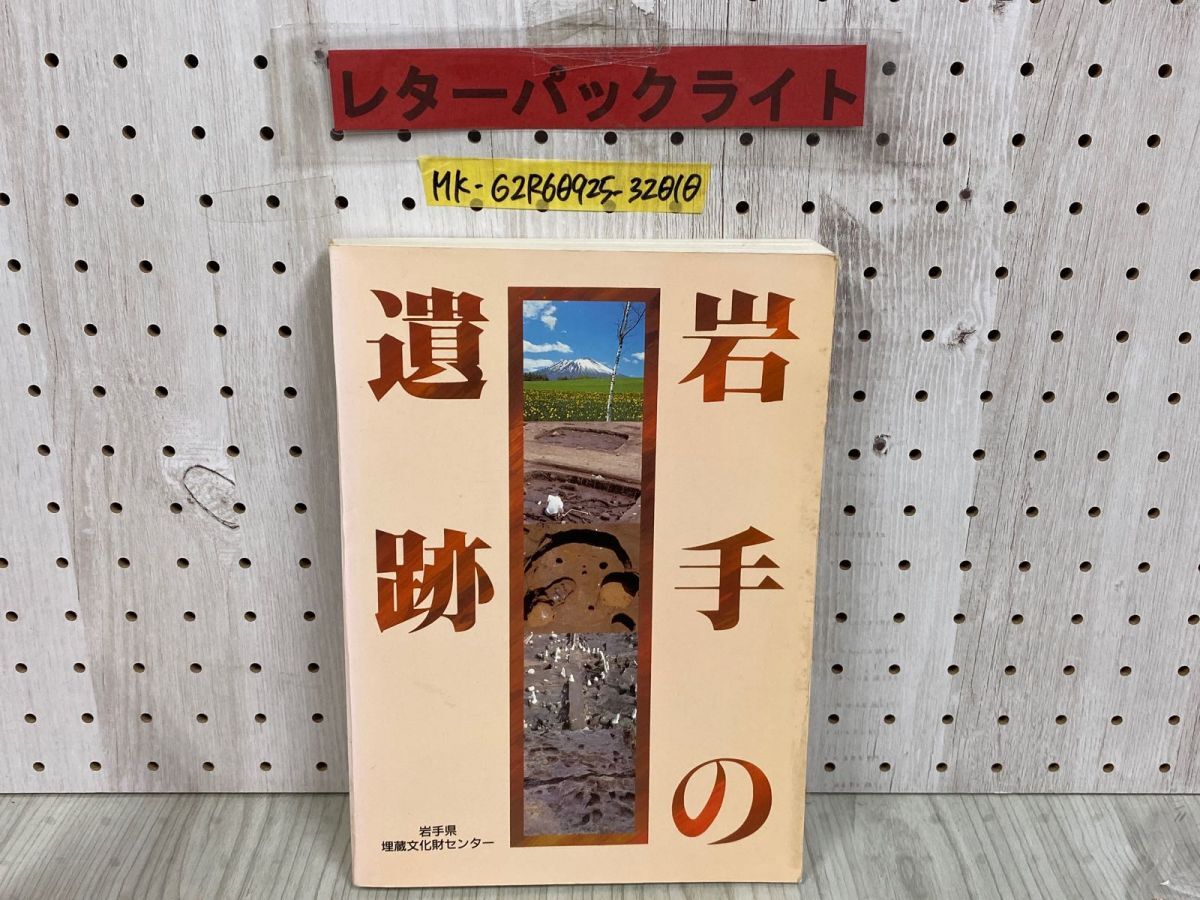 レターパックライト
MK-G2R60925-32010
岩手の
遺跡
岩手県
埋蔵文化財センター